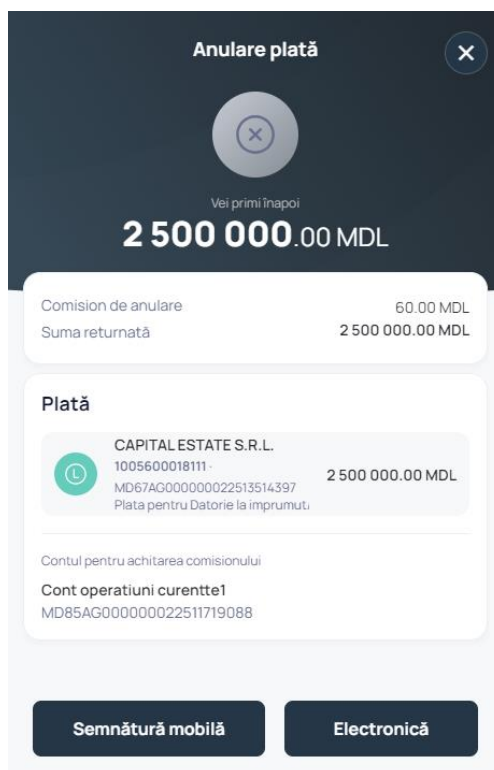 Anulare plată
Vei primi înapoi
2 500 000.00 MDL
Comision de anulare 60.00 MDL
Suma returnată 2 500 000.00 MDL
Plată
CAPITAL ESTATE S.R.L.
1005600018111 ·
MD67AG000000022513514397
2 500 000.00 MDL
Plata pentru Datorie la imprumut
Contul pentru achitarea comisionului
Cont operatiuni curentte1
MD85AG000000022511719088
Semnătură mobilă
Electronică